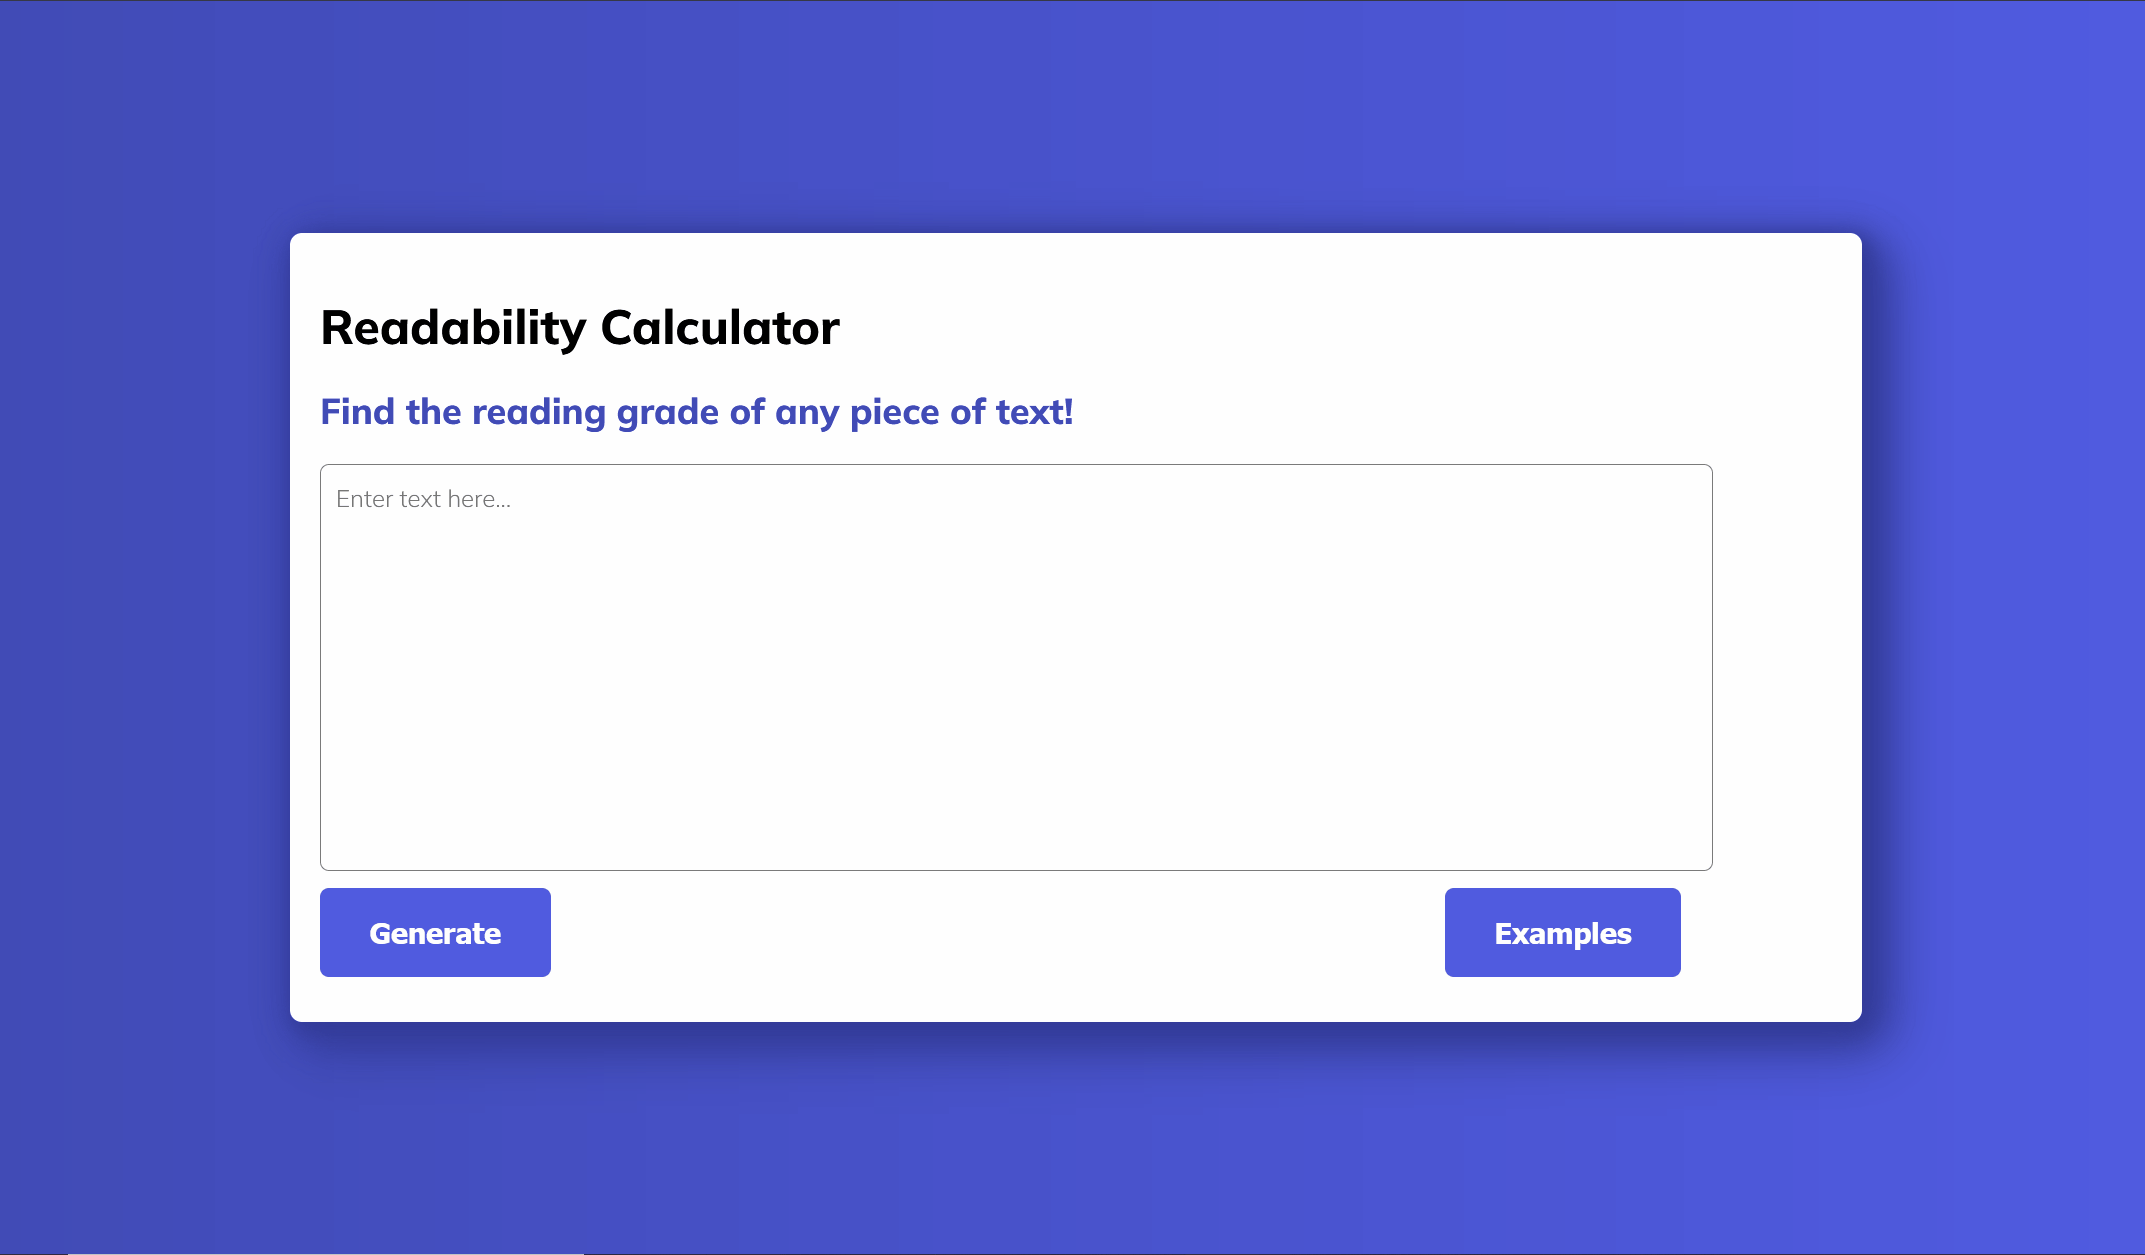 Readability Calculator
Find the reading grade of any piece of text!
Enter text here...
Generate
Examples